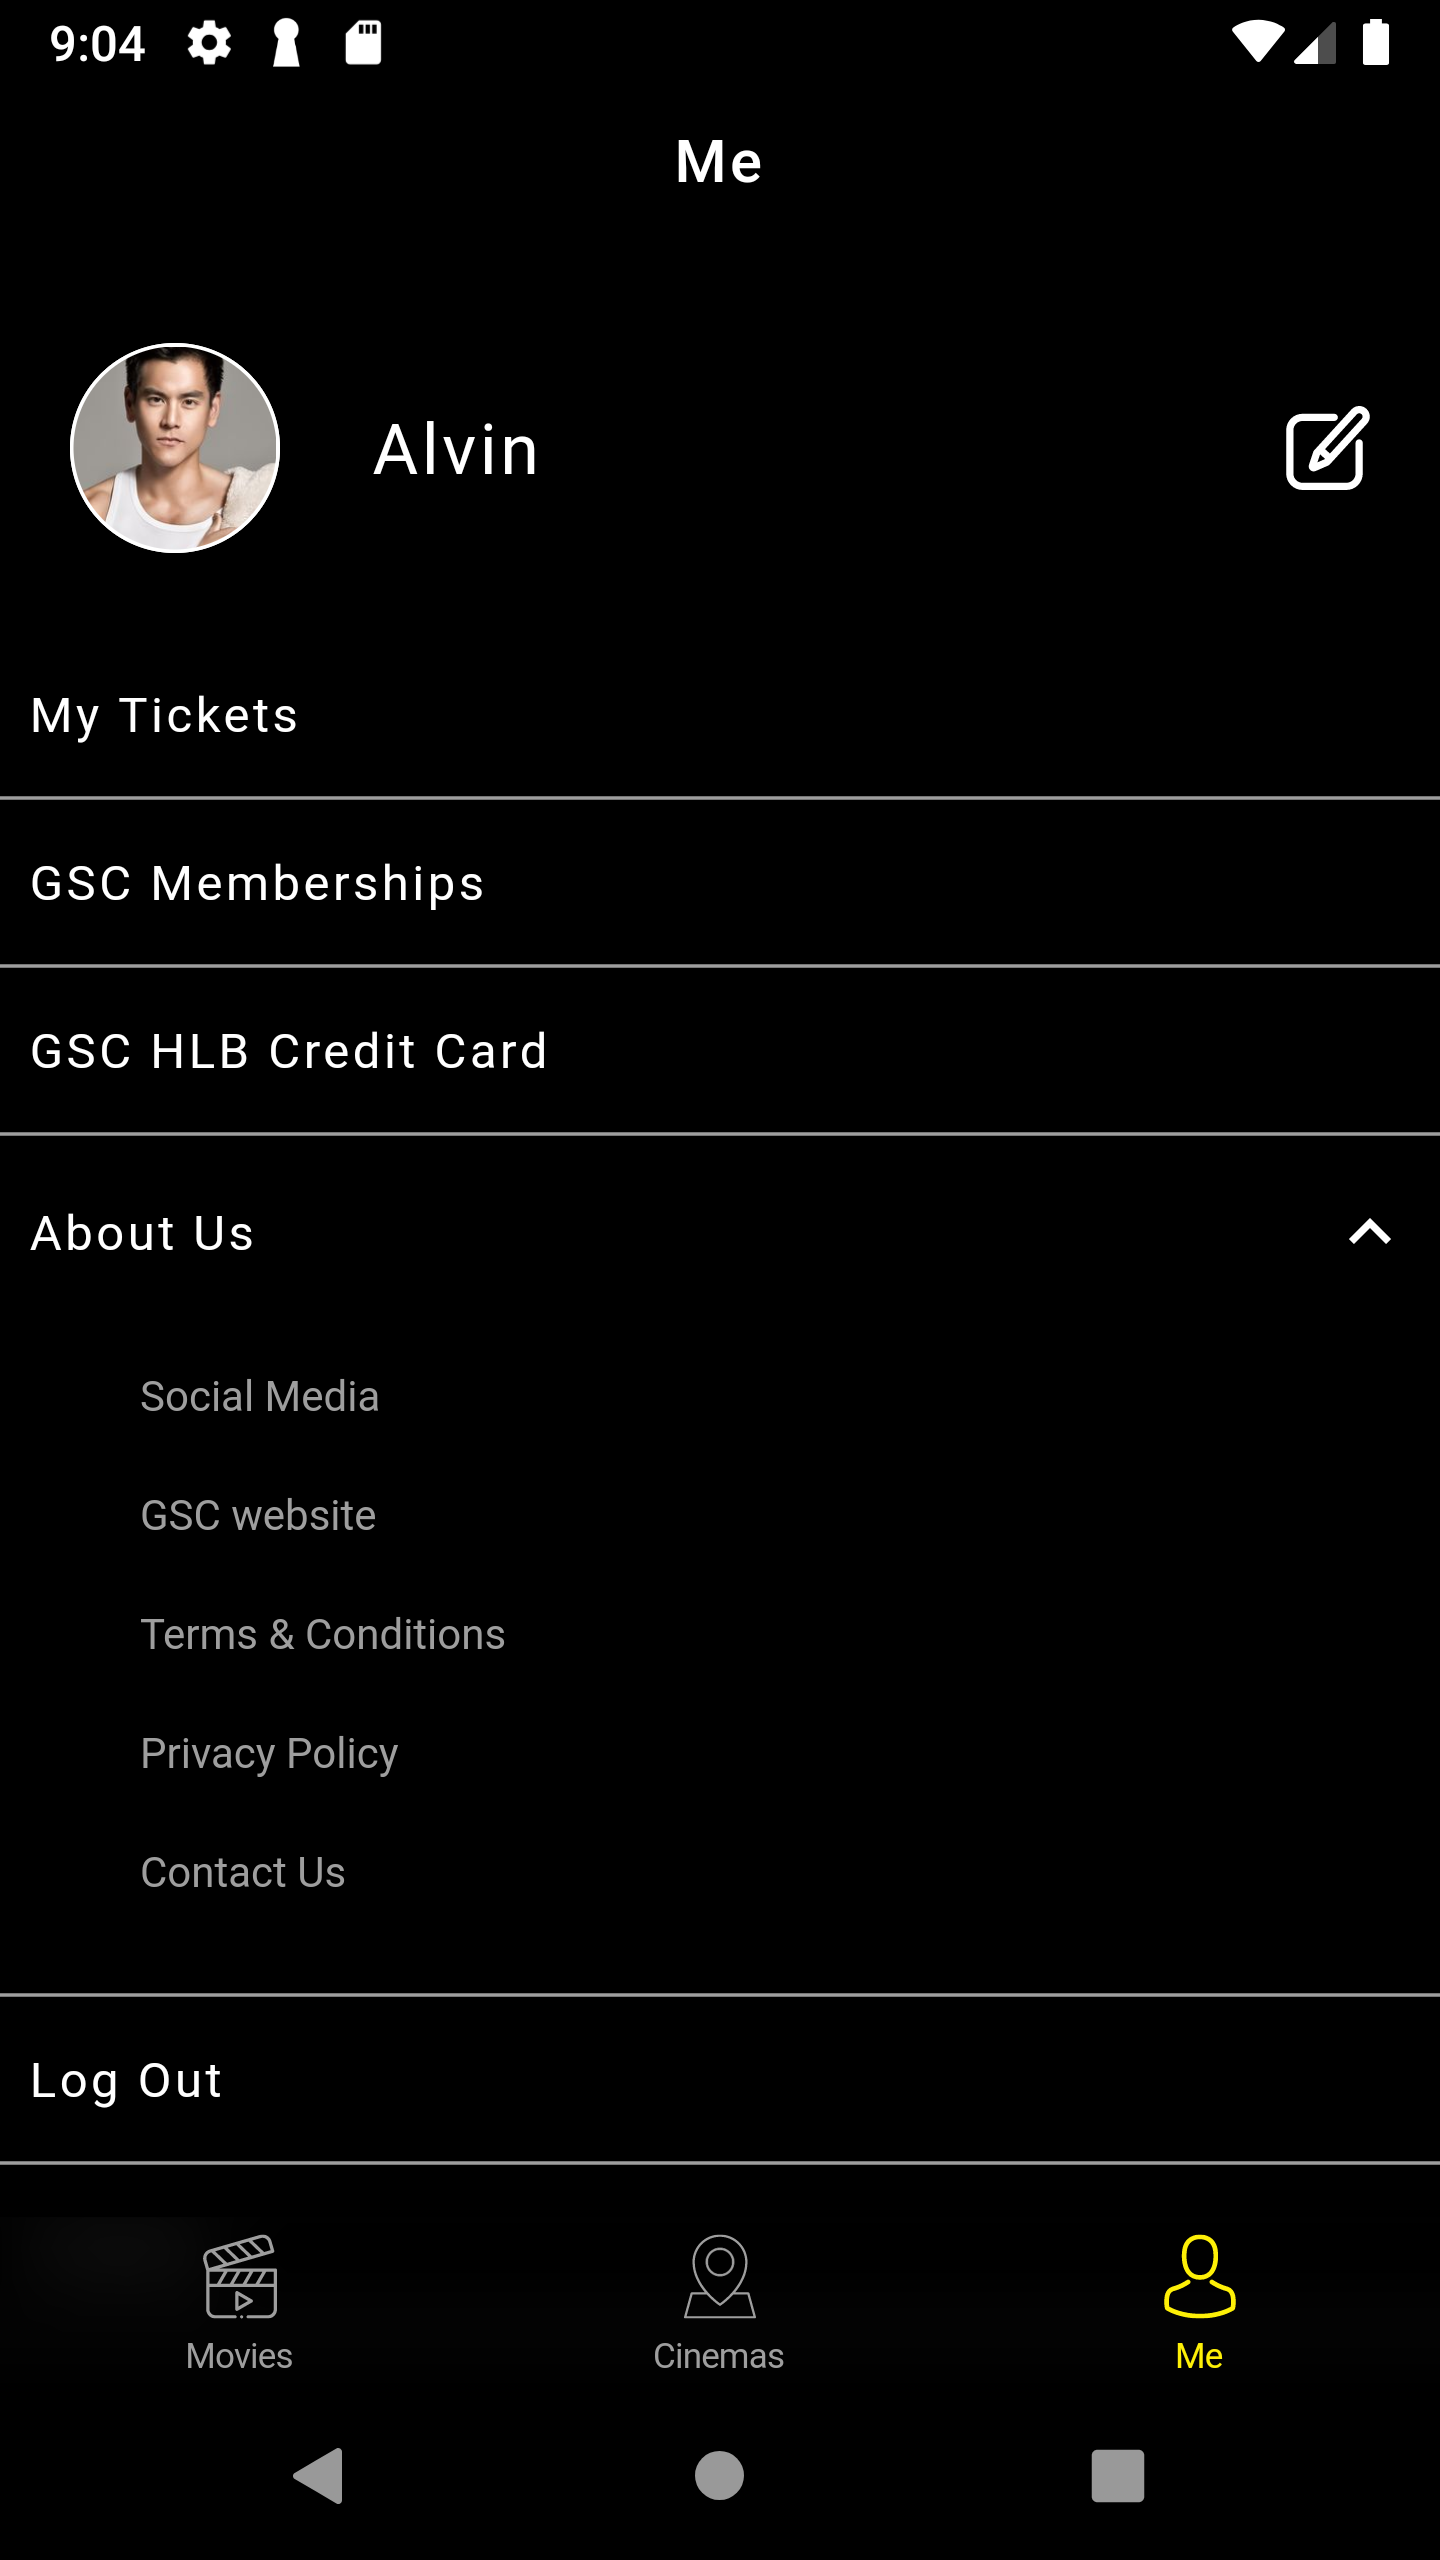 9:04
Me
Alvin
My Tickets
GSC Memberships
GSC HLB Credit Card
About Us
Social Media
GSC website
Terms & Conditions
Privacy Policy
Contact Us
Log Out
Movies
Cinemas
Me